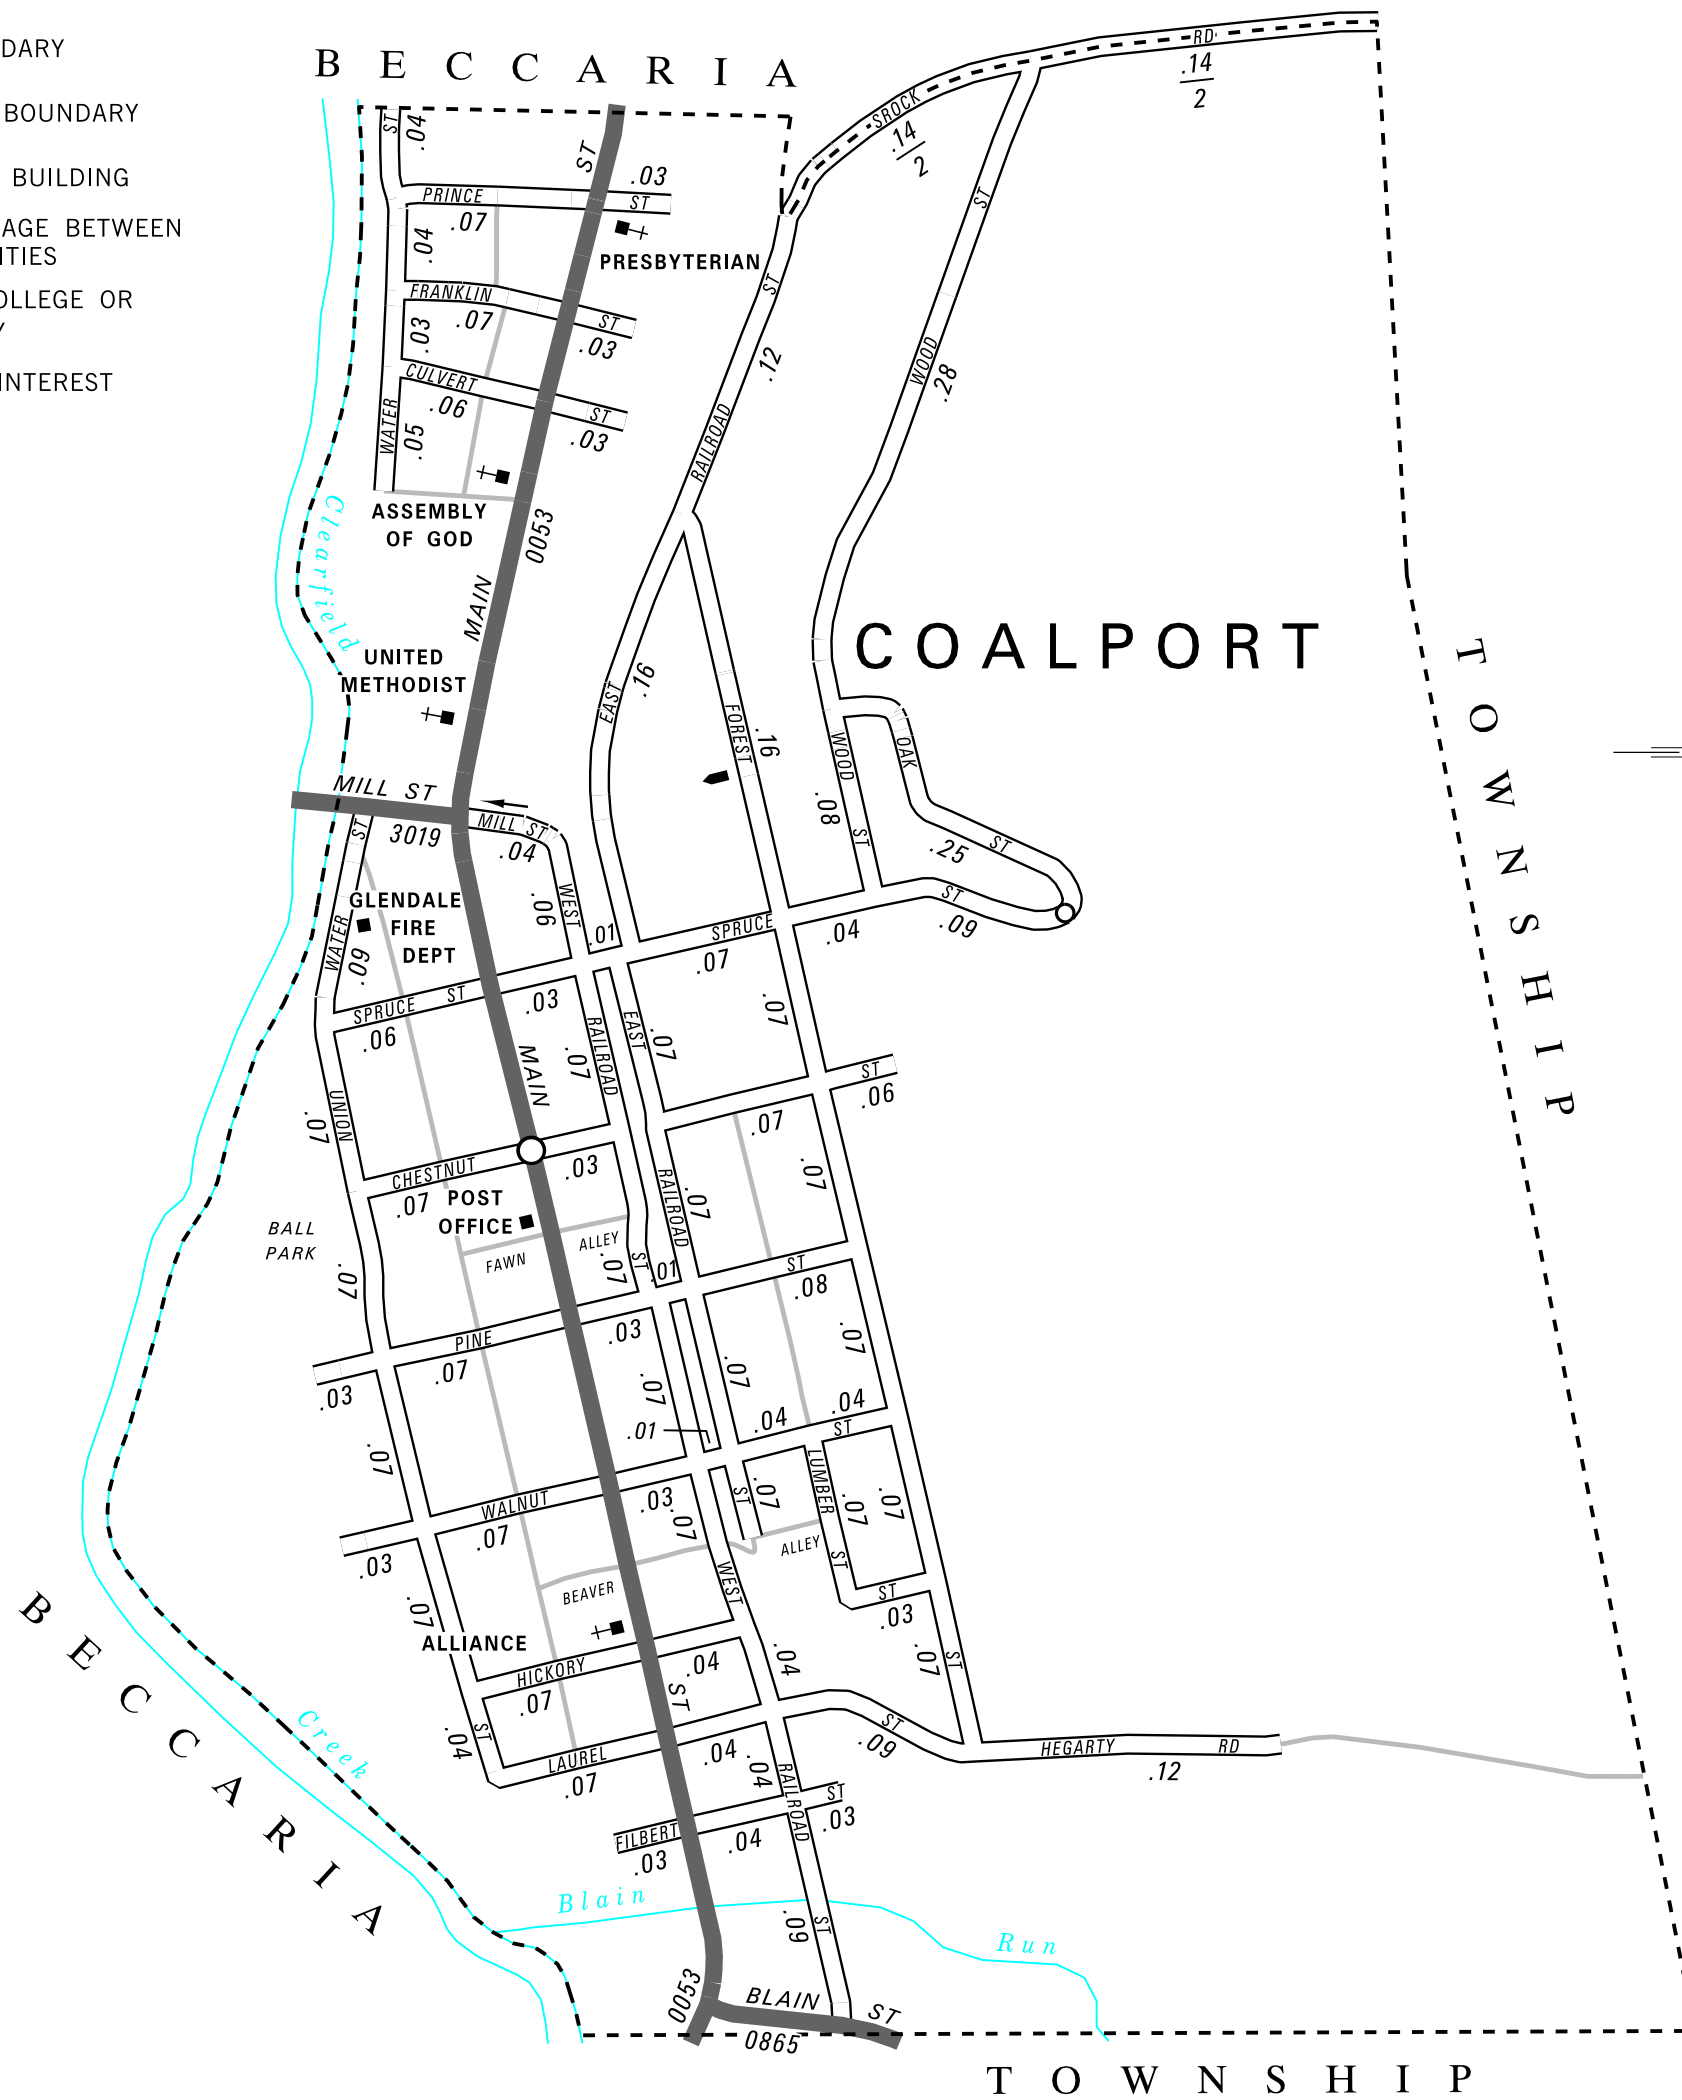 DARY
BOUNDARY
BUILDING
AGE BETWEEN
ITIES
OLLEGE OR
Y
INTEREST
BECCARIA
SROCK RD
.14
2
.14
2
ST
.04
ST
PRINCE ST
.03
.07
PRESBYTERIAN
.04
FRANKLIN ST
.07
.03
.03
CULVERT ST
.06
.03
WATER
.05
ASSEMBLY
OF GOD
0053
MAIN
Clearfield
UNITED
METHODIST
RAILROAD ST
.12
WOOD ST
.28
COALPORT
TOWNSHIP
EAST
.16
FOREST
.16
WOOD
.08
ST
OAK
ST
.25
MILL ST
3019
MILL ST
.04
WEST
.06
ST
WATER
.09
GLENDALE
FIRE
DEPT
.01
SPRUCE
.07
.04
ST
.09
SPRUCE ST
.06
.03
MAIN
RAILROAD
.07
EAST
.07
.07
UNION
.07
CHESTNUT
.07
.03
.07
ST
.06
POST
OFFICE
BALL
PARK
FAWN ALLEY
.07
RAILROAD
.07
.07
ST
.07
.01
ST
.08
PINE
.07
.03
.03
.07
.07
.07
.07
.01
.04
.04
ST
WALNUT
.07
.03
.03
.07
ST
.07
LUMBER
.07
ST
.07
ALLEY
BEAVER
WEST
.07
ST
.03
ALLIANCE
HICKORY
.07
.04
.04
.07
ST
ST
.04
ST
LAUREL
.07
.04
.04
ST
.09
HEGARTY RD
.12
RAILROAD
FILBERT ST
.03
.04
.03
Creek
BECCARIA
Blain
Run
.09
ST
0053
BLAIN ST
0865
TOWNSHIP